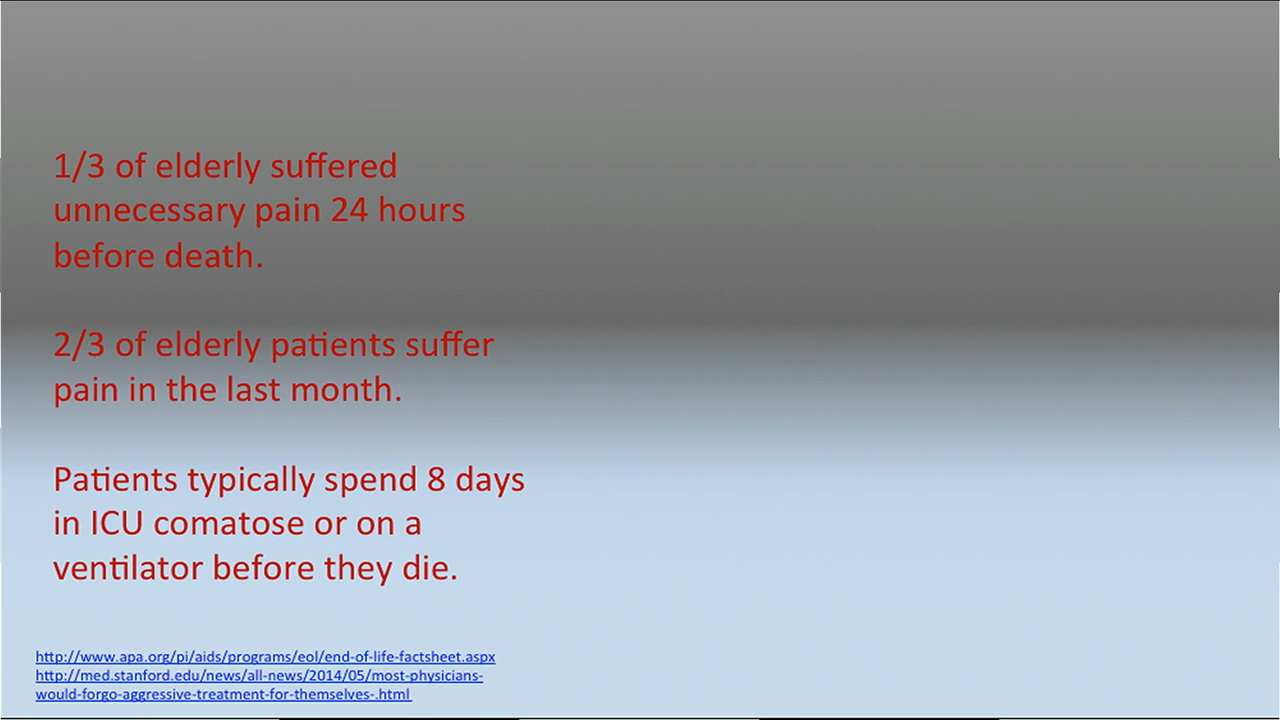 1/3 of elderly suffered
unnecessary pain 24 hours
before death.
2/3 of elderly patients suffer
pain in the last month.
Patients typically spend 8 days
in ICU comatose or on a
ventilator before they die.
http://www.apa.org/pi/aids/programs/eol/end-of-life-factsheet.aspx
http://med.stanford.edu/news/all-news/2014/05/most-physicians-
would-forgo-aggressive-treatment-for-themselves-.html